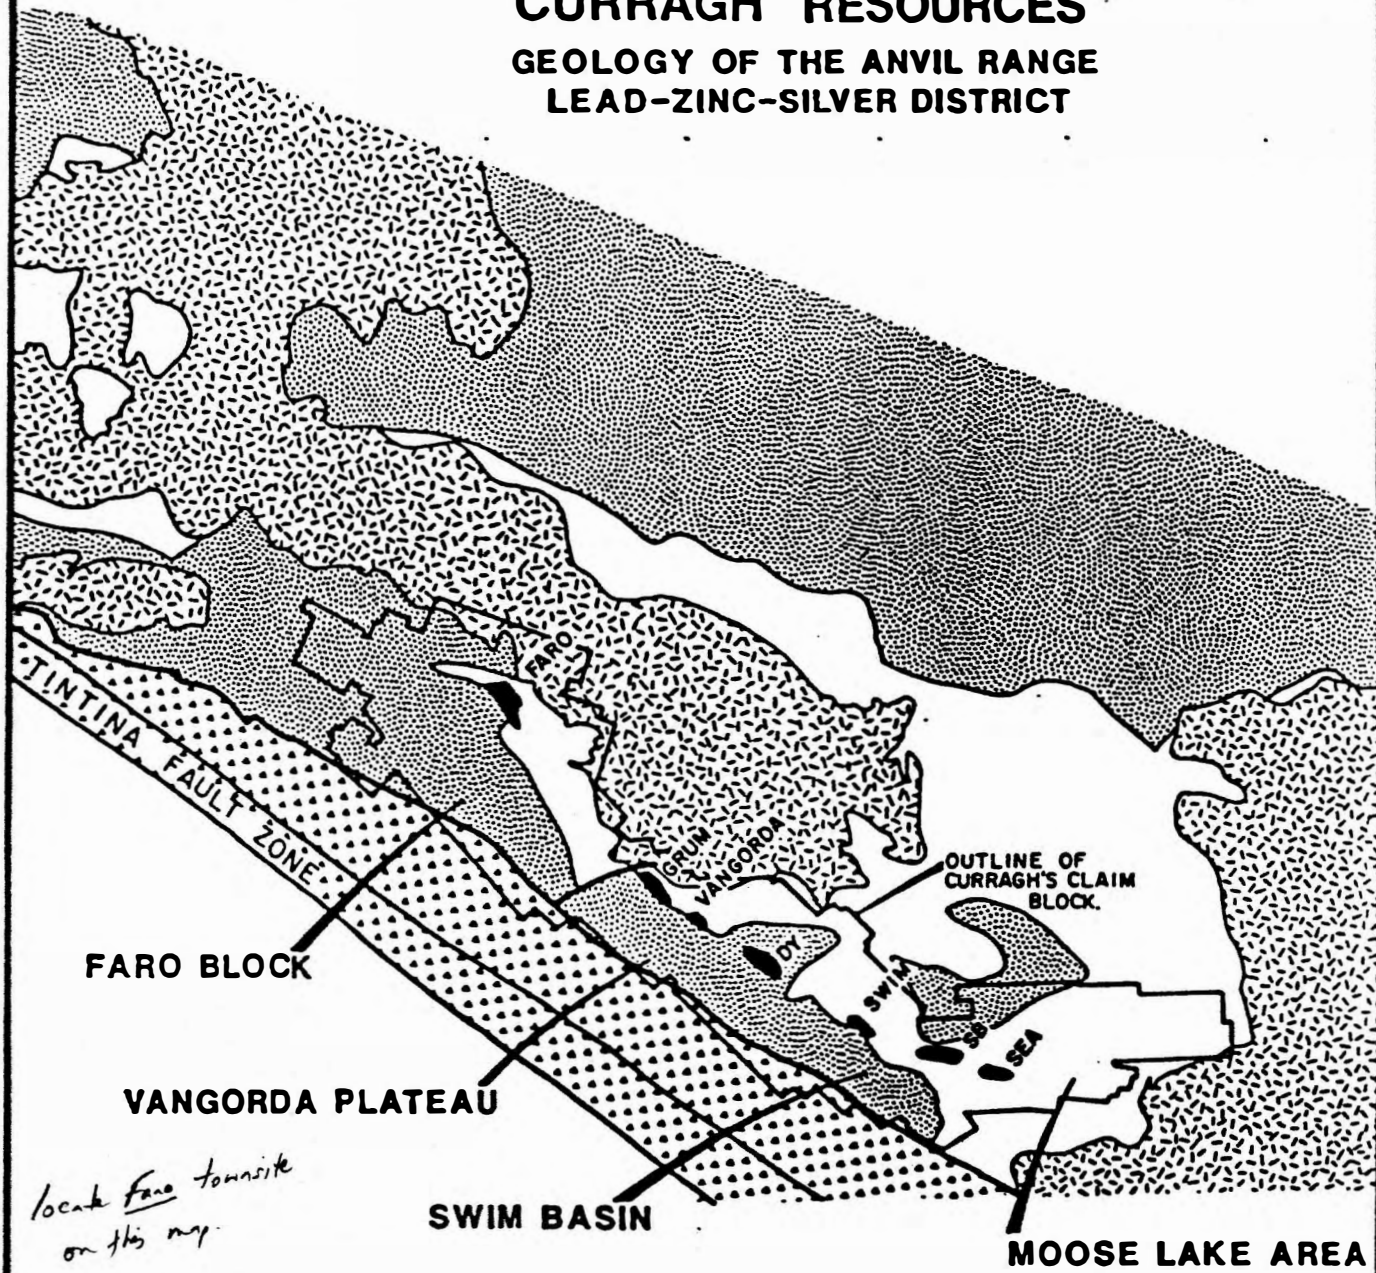 CURRAGH RESOURCES
GEOLOGY OF THE ANVIL RANGE
LEAD-ZINC-SILVER DISTRICT
FARO
TINTINA FAULT ZONE
GRUM
VANGORDA
OUTLINE OF
CURRAGH'S CLAIM
BLOCK.
DY
SWIM
SB
SEA
FARO BLOCK
VANGORDA PLATEAU
SWIM BASIN
MOOSE LAKE AREA
locate Faro townsite
on this map.